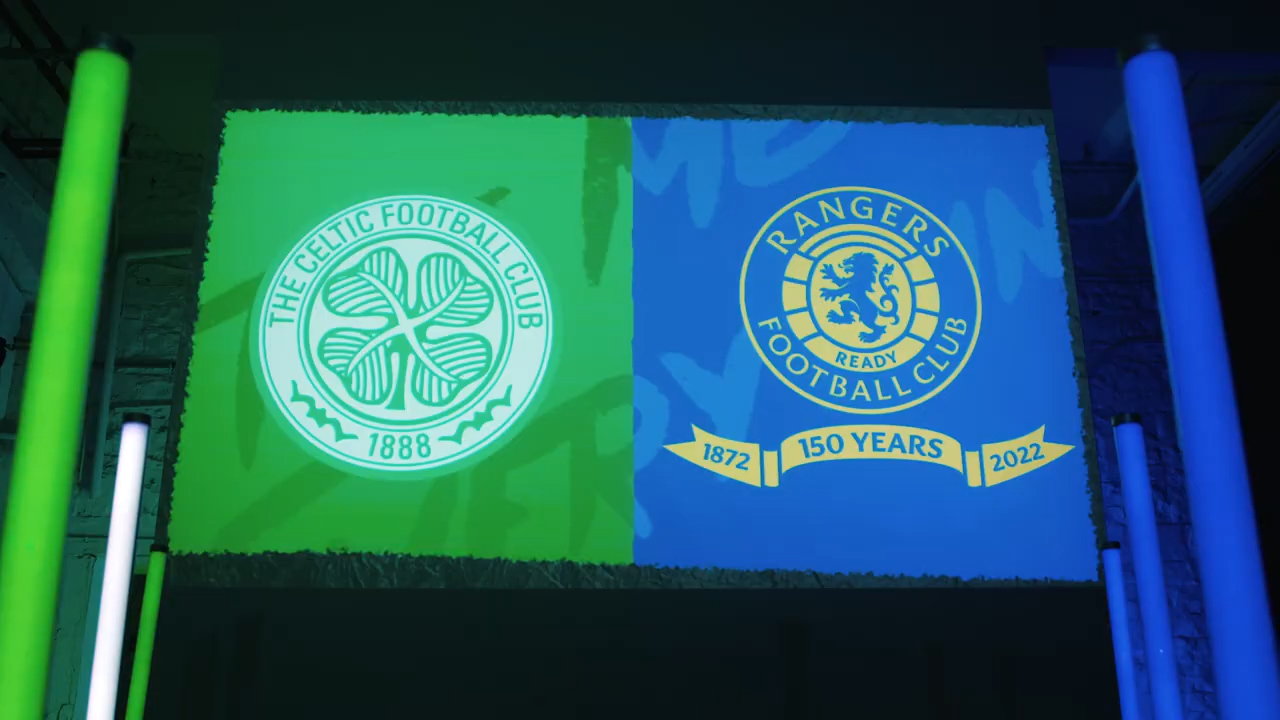 THE CELTIC FOOTBALL CLUB
1888
RANGERS
READY
FOOTBALL CLUB
1872 150 YEARS 2022